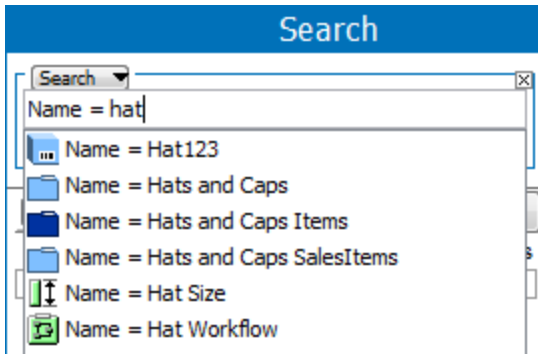 Search
Search
Name = hat
Name = Hat123
Name = Hats and Caps
Name = Hats and Caps Items
Name = Hats and Caps SalesItems
Name = Hat Size
Name = Hat Workflow
s